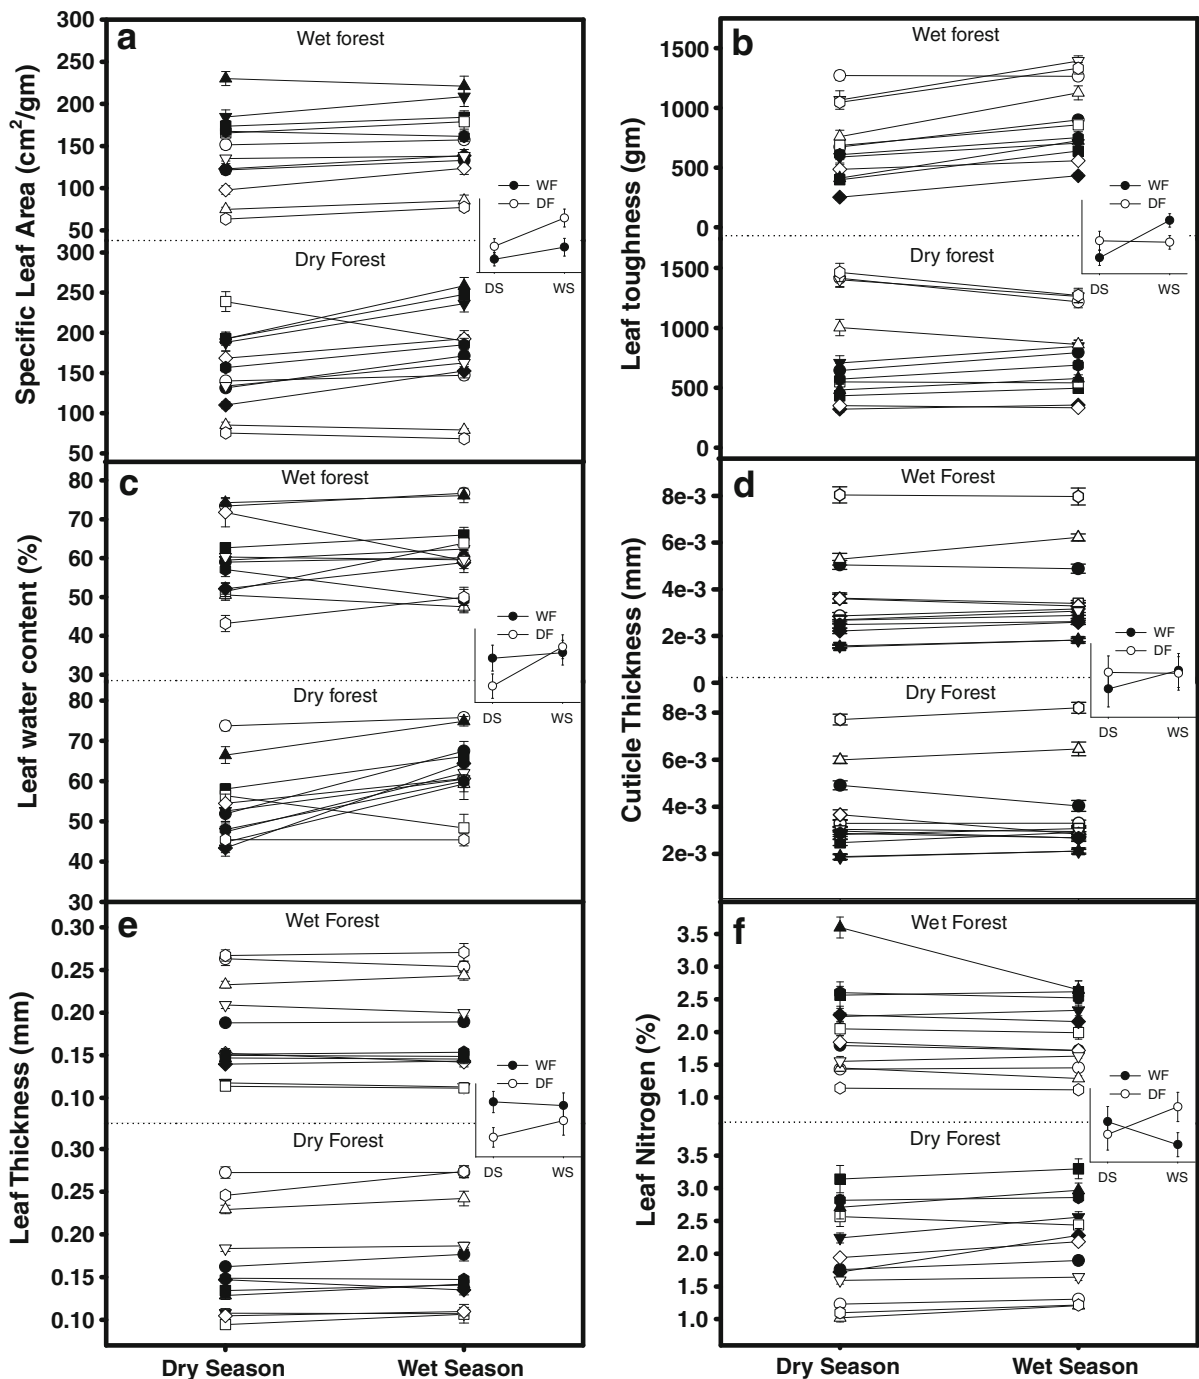 a
Wet forest
300
250
200
150
100
50
Specific Leaf Area (cm²/gm)
WF
DF
DS
WS
Dry Forest
300
250
200
150
100
50
b
Wet forest
1500
1000
500
0
Leaf toughness (gm)
WF
DF
DS
WS
Dry forest
1500
1000
500
0
c
Wet forest
80
70
60
50
40
30
Leaf water content (%)
WF
DF
DS
WS
Dry forest
80
70
60
50
40
30
d
Wet Forest
8e-3
6e-3
4e-3
2e-3
0
Cuticle Thickness (mm)
WF
DF
DS
WS
Dry Forest
8e-3
6e-3
4e-3
2e-3
e
Wet Forest
0.30
0.25
0.20
0.15
0.10
Leaf Thickness (mm)
WF
DF
DS
WS
Dry Forest
0.30
0.25
0.20
0.15
0.10
Dry Season
Wet Season
f
Wet Forest
3.5
3.0
2.5
2.0
1.5
1.0
Leaf Nitrogen (%)
WF
DF
DS
WS
Dry Forest
3.5
3.0
2.5
2.0
1.5
1.0
Dry Season
Wet Season